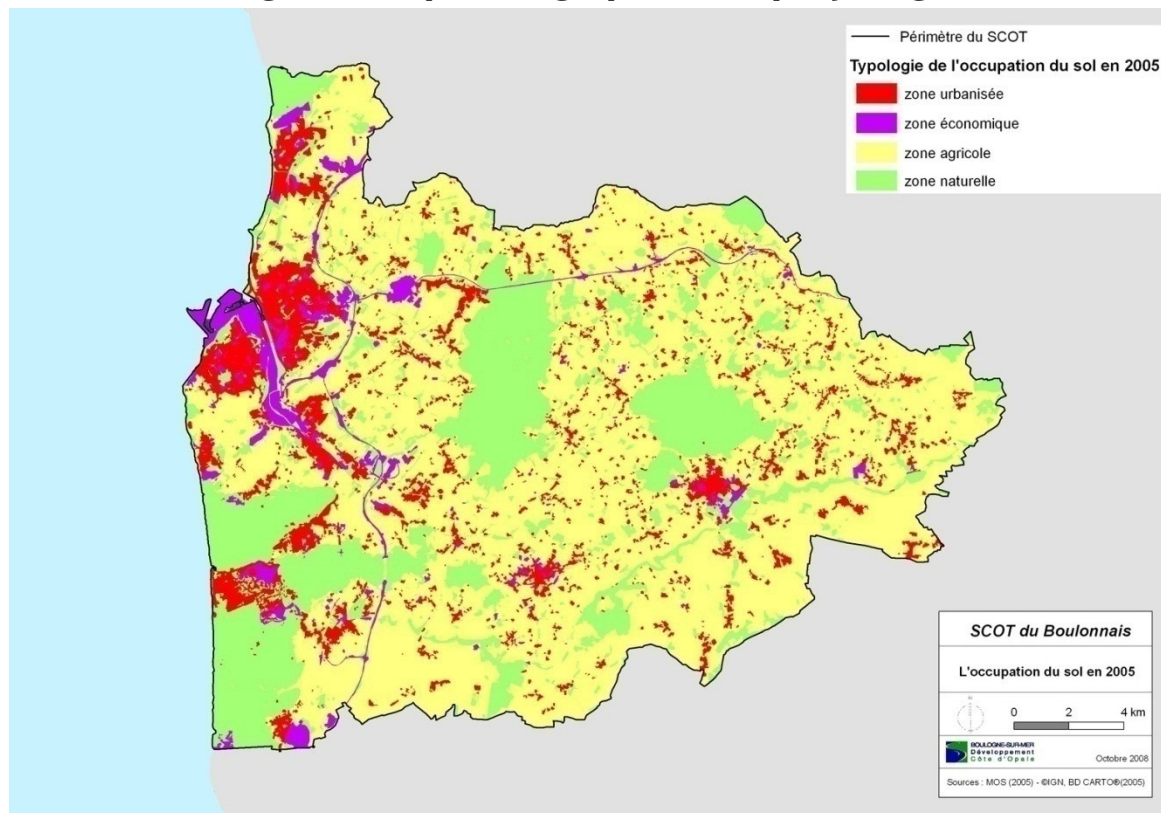 Périmètre du SCOT
Typologie de l'occupation du sol en 2005
zone urbanisée
zone économique
zone agricole
zone naturelle
SCOT du Boulonnais
L'occupation du sol en 2005
0 2 4 km
BOULOGNE-SUR-MER
Développement
Côte d'Opale
Octobre 2008
Sources : MOS (2005) - ©IGN, BD CARTO®(2005)